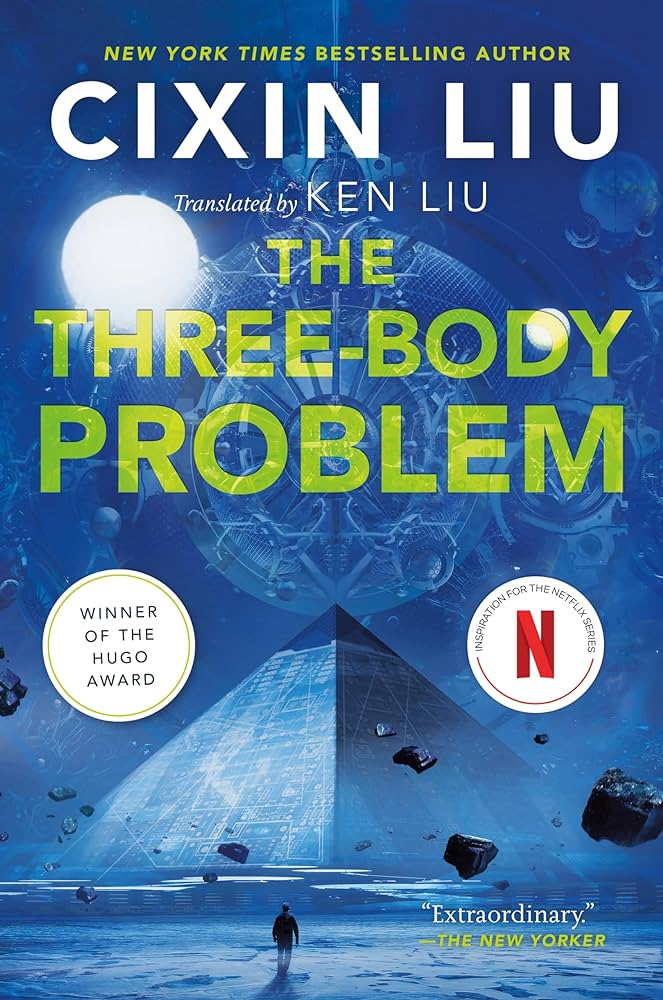 NEW YORK TIMES BESTSELLING AUTHOR
CIXIN LIU
Translated by KEN LIU
THE
THREE-BODY
PROBLEM
WINNER
OF THE
HUGO
AWARD
INSPIRATION FOR THE NETFLIX SERIES
N
“Extraordinary.”
—THE NEW YORKER